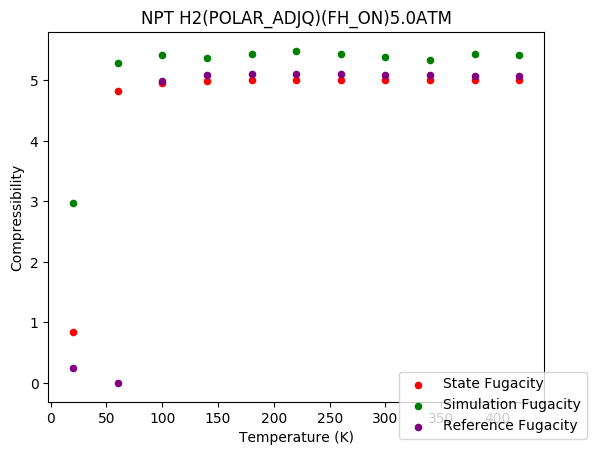 NPT H2(POLAR_ADJQ)(FH_ON)5.0ATM
Compressibility
5
4
3
2
1
0
0 50 100 150 200 250 300 350 400
Temperature (K)
State Fugacity
Simulation Fugacity
Reference Fugacity